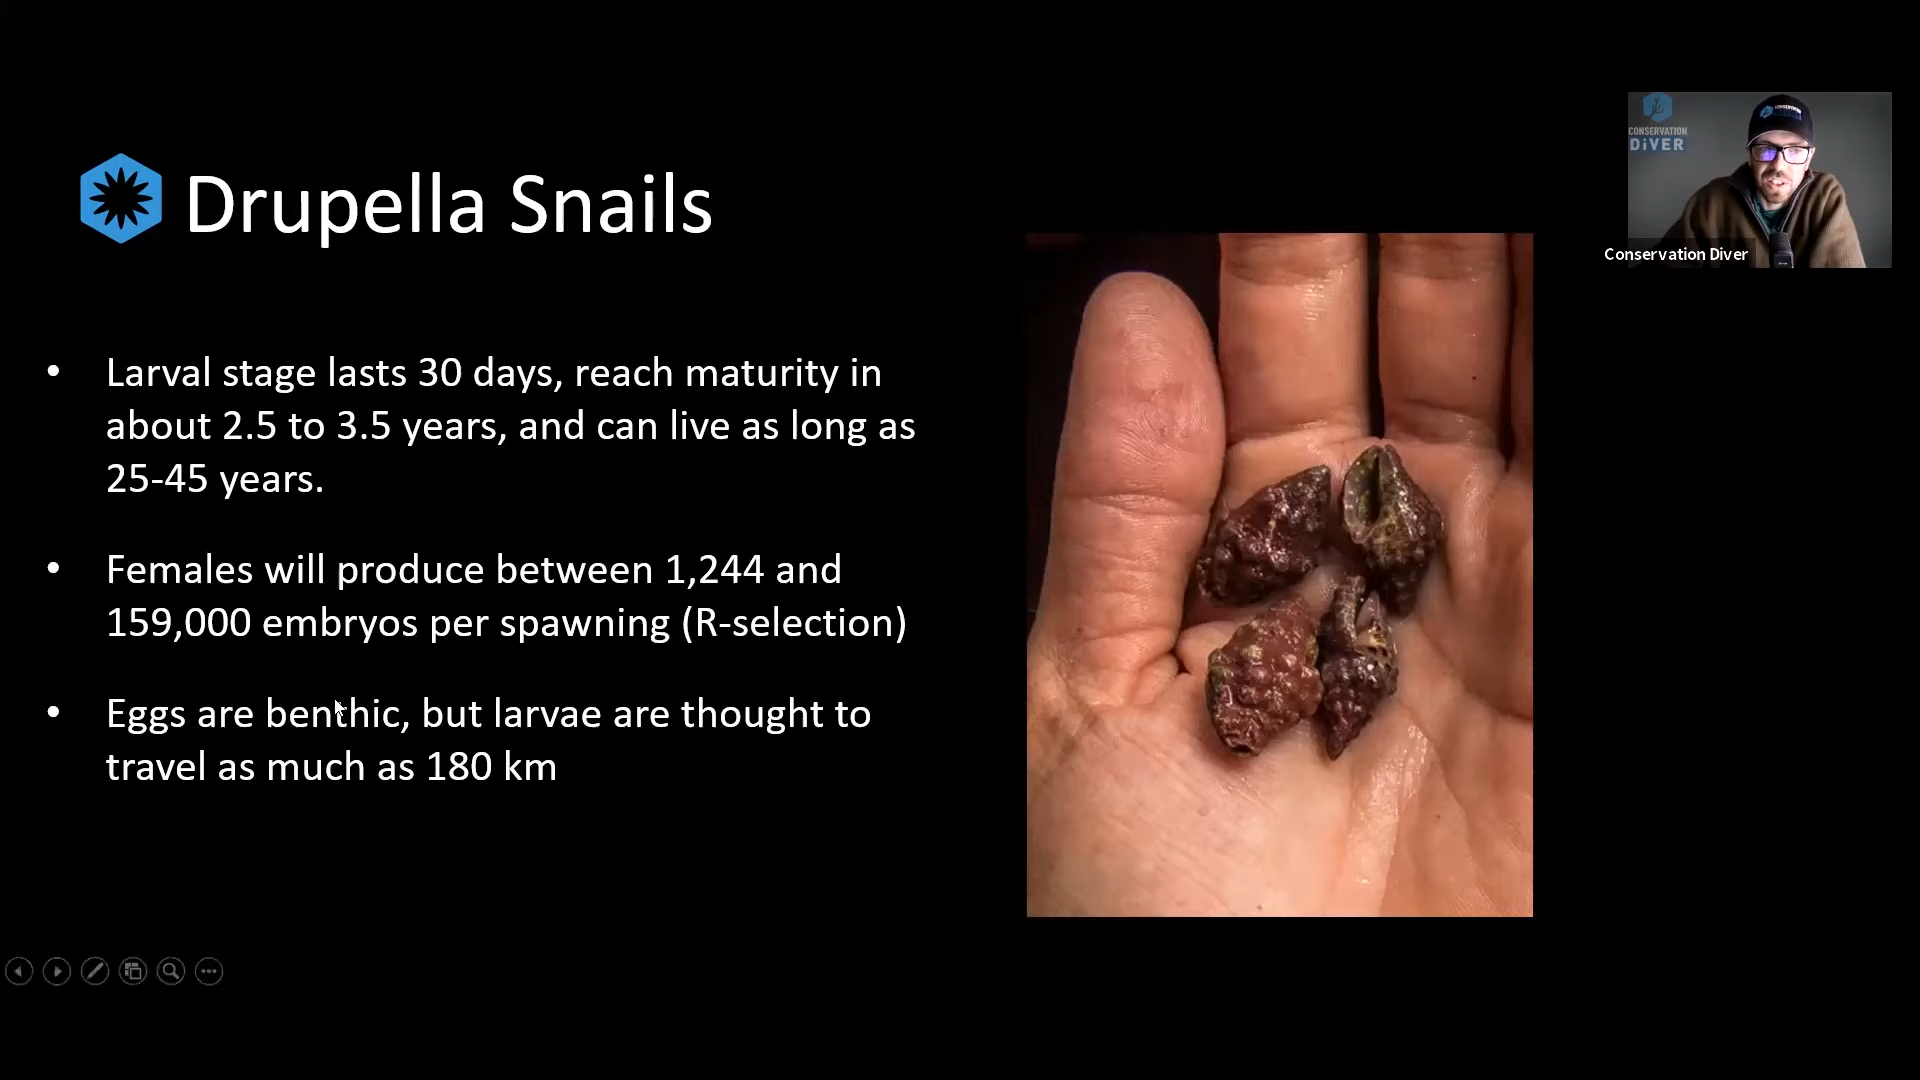 CONSERVATION
DiVER
Conservation Diver
Drupella Snails
• Larval stage lasts 30 days, reach maturity in
about 2.5 to 3.5 years, and can live as long as
25-45 years.
• Females will produce between 1,244 and
159,000 embryos per spawning (R-selection)
• Eggs are benthic, but larvae are thought to
travel as much as 180 km